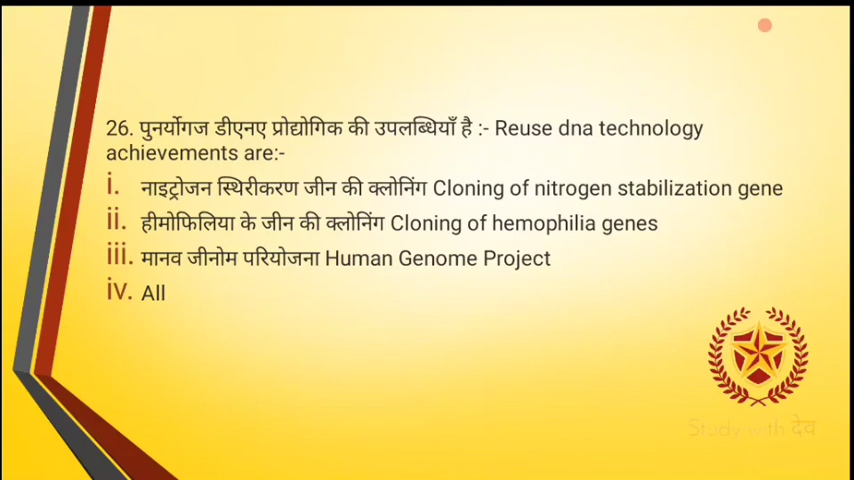 26. पुनर्योगज डीएनए प्रोद्योगिक की उपलब्धियाँ है :- Reuse dna technology
achievements are:-
i. नाइट्रोजन स्थिरीकरण जीन की क्लोनिंग Cloning of nitrogen stabilization gene
ii. हीमोफिलिया के जीन की क्लोनिंग Cloning of hemophilia genes
iii. मानव जीनोम परियोजना Human Genome Project
iv. All
Study with देव